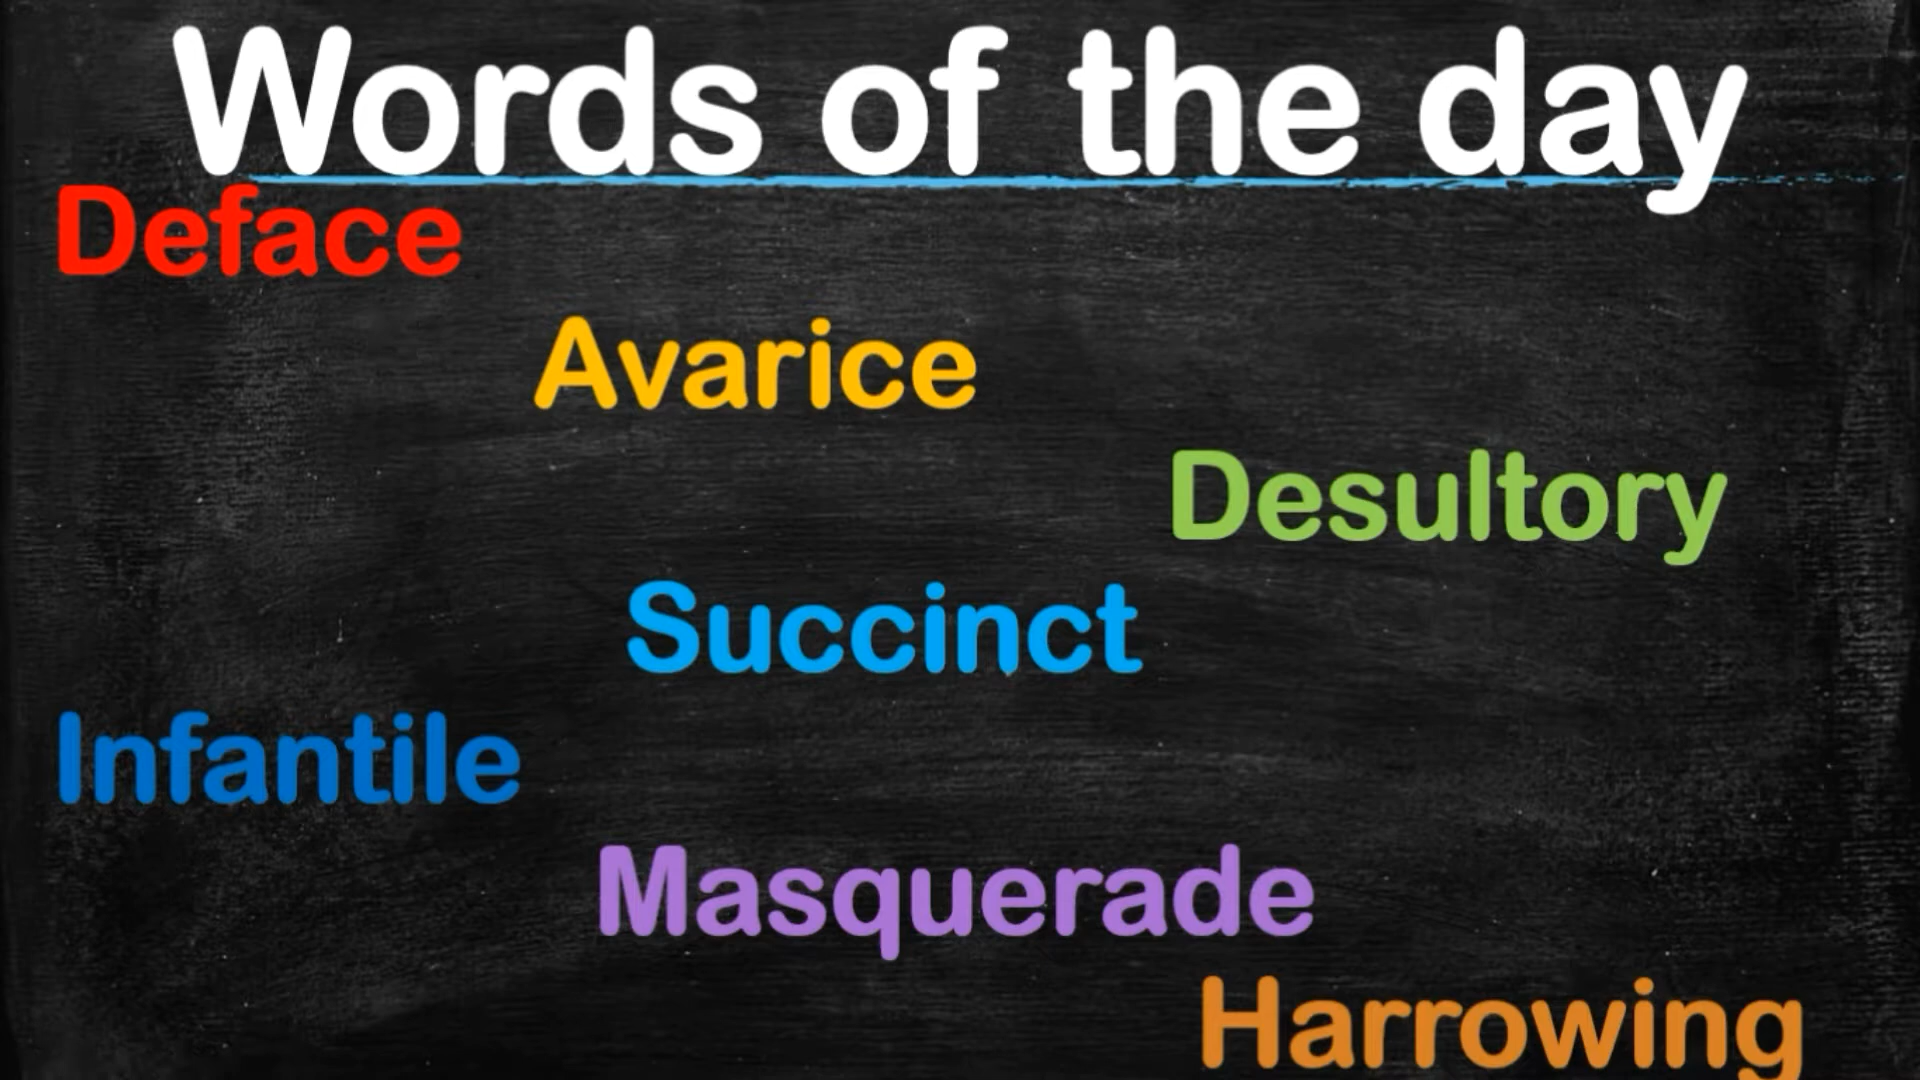 Words of the day
Deface
Avarice
Desultory
Succinct
Infantile
Masquerade
Harrowing